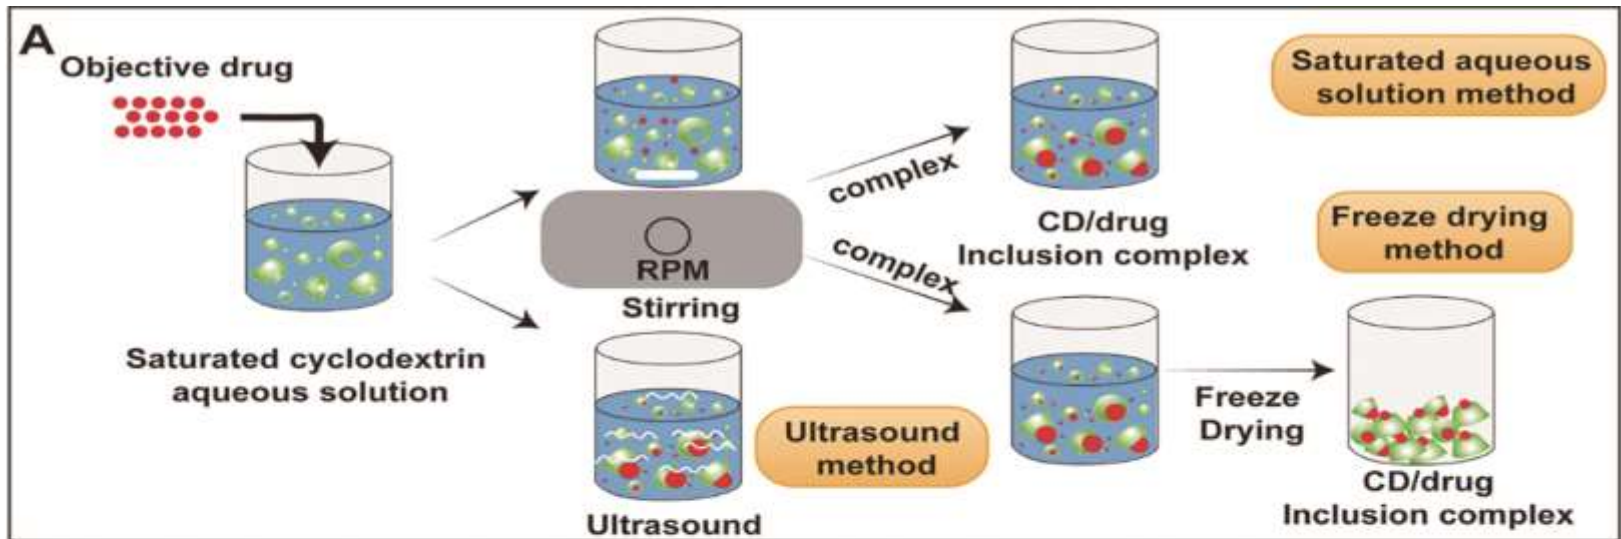 A
Objective drug
Saturated cyclodextrin
aqueous solution
RPM
Stirring
Ultrasound
Ultrasound
method
complex
complex
CD/drug
Inclusion complex
Saturated aqueous
solution method
Freeze drying
method
Freeze
Drying
CD/drug
Inclusion complex